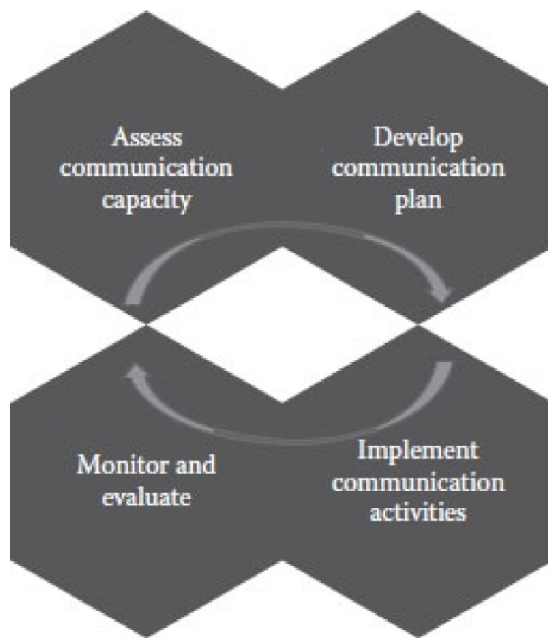 Assess
communication
capacity
Develop
communication
plan
Monitor and
evaluate
Implement
communication
activities